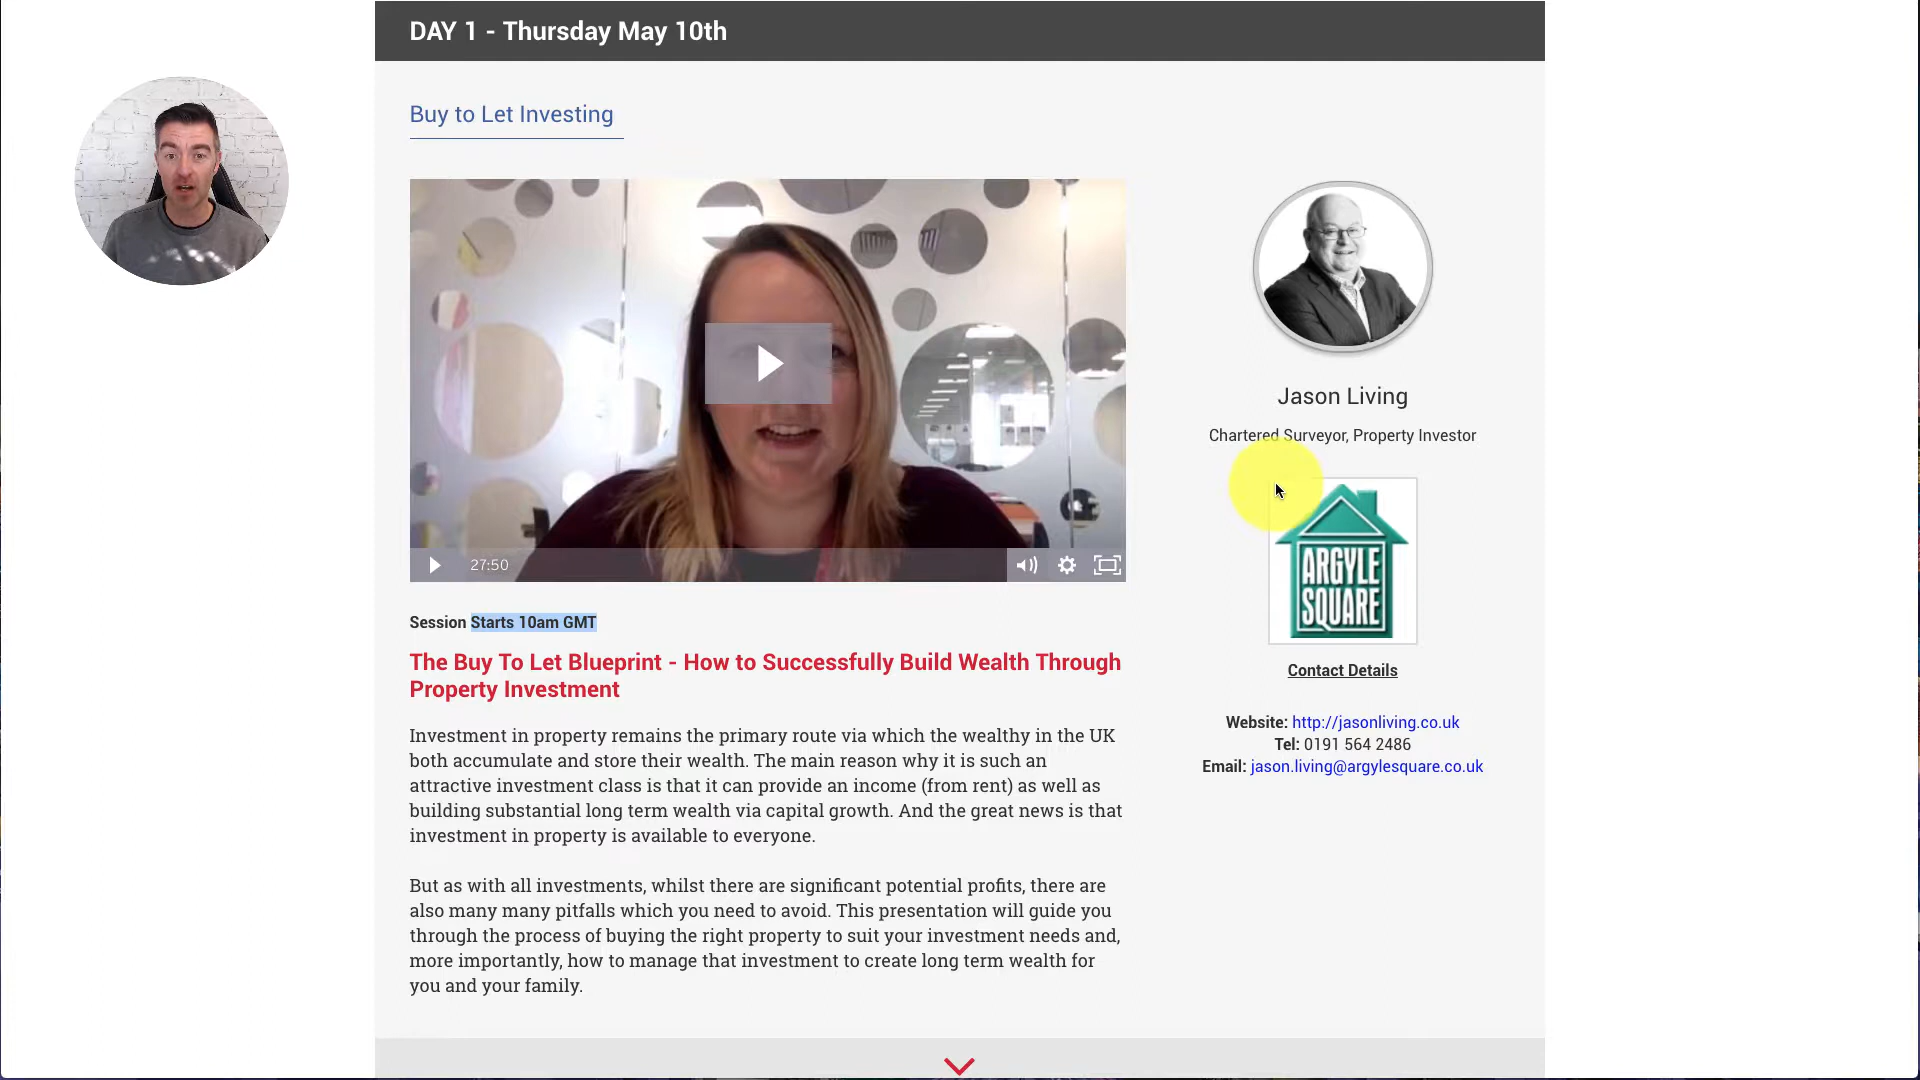 DAY 1 - Thursday May 10th
Buy to Let Investing
27:50
Session Starts 10am GMT
The Buy To Let Blueprint - How to Successfully Build Wealth Through
Property Investment
Investment in property remains the primary route via which the wealthy in the UK
both accumulate and store their wealth. The main reason why it is such an
attractive investment class is that it can provide an income (from rent) as well as
building substantial long term wealth via capital growth. And the great news is that
investment in property is available to everyone.
But as with all investments, whilst there are significant potential profits, there are
also many many pitfalls which you need to avoid. This presentation will guide you
through the process of buying the right property to suit your investment needs and,
more importantly, how to manage that investment to create long term wealth for
you and your family.
Jason Living
Chartered Surveyor, Property Investor
ARGYLE
SQUARE
Contact Details
Website: http://jasonliving.co.uk
Tel: 0191 564 2486
Email: jason.living@argylesquare.co.uk